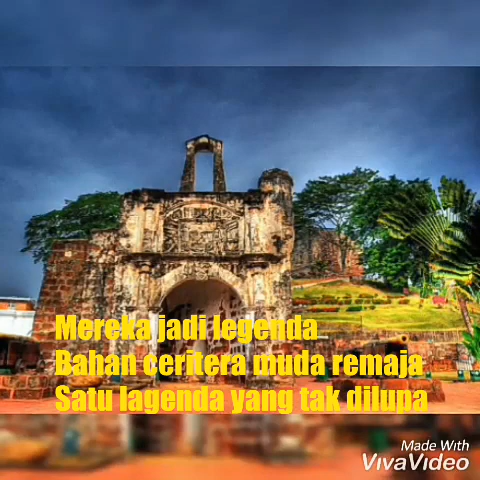 Mereka jadi legenda
Bahan ceritera muda remaja
Satu lagenda yang tak dilupa
Made With
VivaVideo